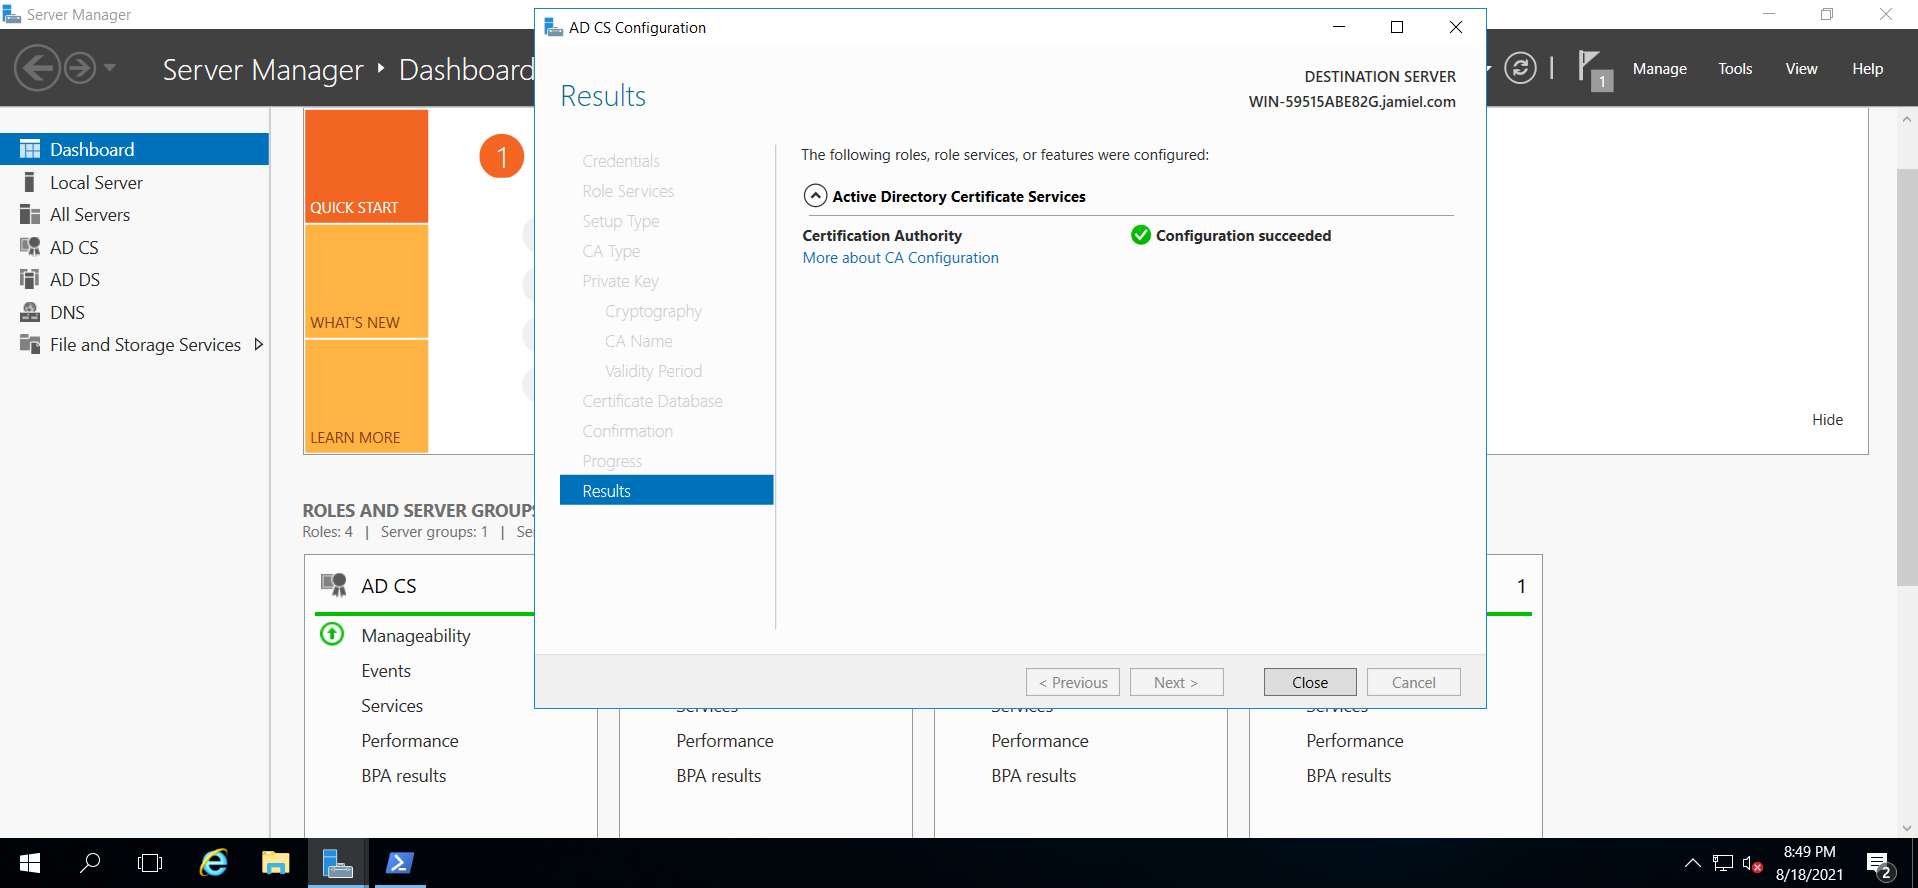 Server Manager
Server Manager ‣ Dashboard
1
Manage
Tools
View
Help
Dashboard
Local Server
All Servers
AD CS
AD DS
DNS
File and Storage Services
QUICK START
WHAT'S NEW
LEARN MORE
1
Hide
ROLES AND SERVER GROUPS
Roles: 4 | Server groups: 1 |
AD CS
Manageability
Events
Services
Performance
BPA results
Services
Performance
BPA results
Services
Performance
BPA results
1
Services
Performance
BPA results
AD CS Configuration
Results
DESTINATION SERVER
WIN-59515ABE82G.jamiel.com
Credentials
Role Services
Setup Type
CA Type
Private Key
Cryptography
CA Name
Validity Period
Certificate Database
Confirmation
Progress
Results
The following roles, role services, or features were configured:
Active Directory Certificate Services
Certification Authority
Configuration succeeded
More about CA Configuration
< Previous
Next >
Close
Cancel
8:49 PM
8/18/2021
2